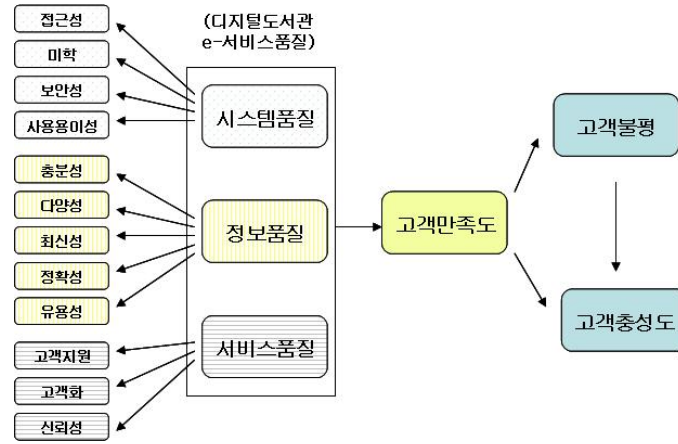 (디지털도서관
e-서비스품질)
접근성
미학
보안성
사용용이성
시스템품질
충분성
다양성
최신성
정확성
유용성
정보품질
고객지원
고객화
신뢰성
서비스품질
고객만족도
고객불평
고객충성도